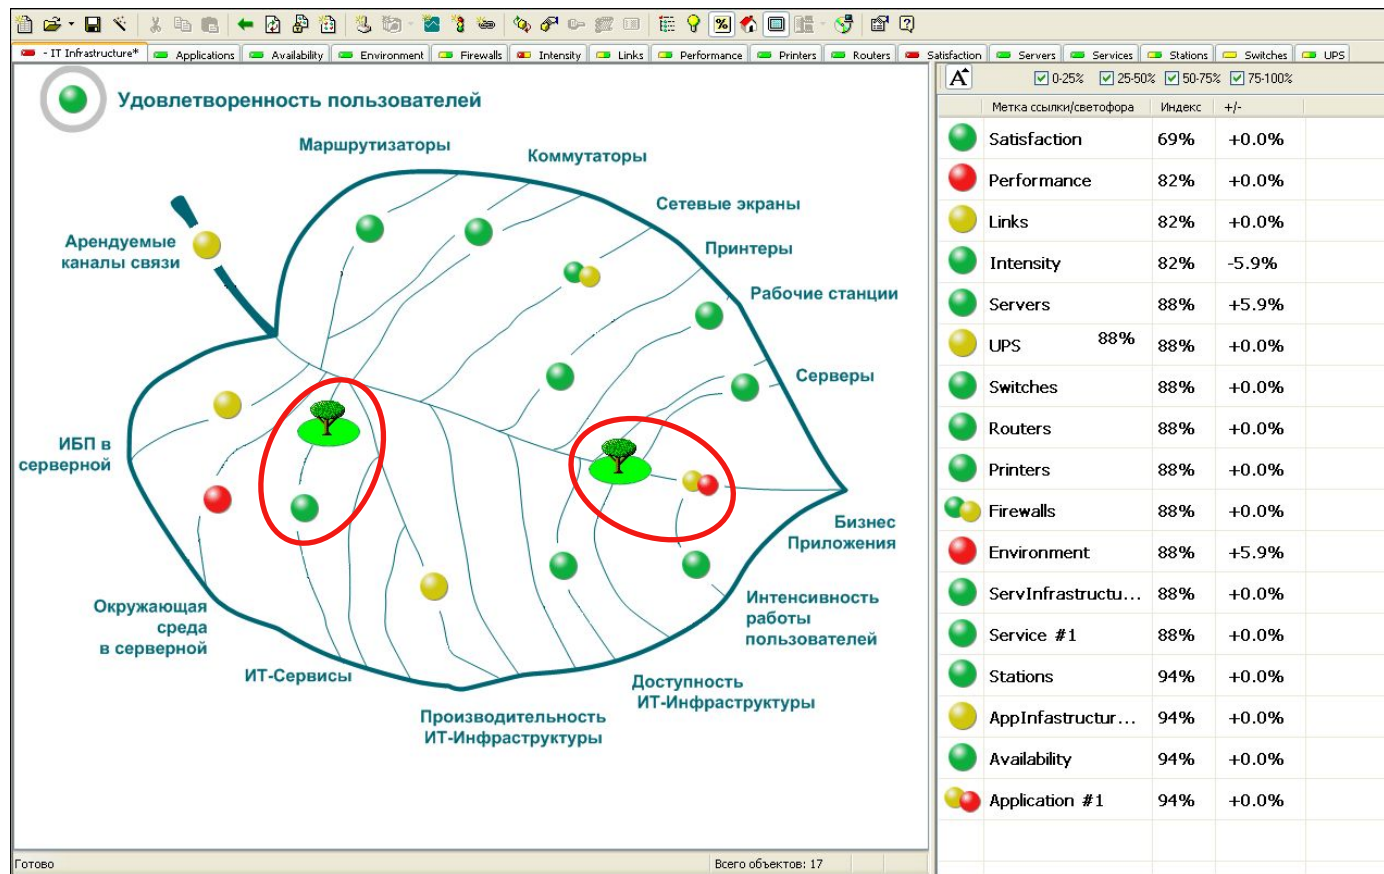 - IT Infrastructure*
Applications
Availability
Environment
Firewalls
Intensity
Links
Performance
Printers
Routers
Satisfaction
Servers
Services
Stations
Switches
UPS
Удовлетворенность пользователей
Маршрутизаторы
Коммутаторы
Сетевые экраны
Арендуемые
каналы связи
Принтеры
Рабочие станции
Серверы
ИБП в
серверной
Бизнес
Приложения
Окружающая
среда
в серверной
Интенсивность
работы
пользователей
ИТ-Сервисы
Доступность
ИТ-Инфраструктуры
Производительность
ИТ-Инфраструктуры
Готово
Всего объектов: 17
A
0-25% 25-50% 50-75% 75-100%
Метка ссылки/светофора Индекс +/-
Satisfaction 69% +0.0%
Performance 82% +0.0%
Links 82% +0.0%
Intensity 82% -5.9%
Servers 88% +5.9%
UPS 88% 88% +0.0%
Switches 88% +0.0%
Routers 88% +0.0%
Printers 88% +0.0%
Firewalls 88% +0.0%
Environment 88% +5.9%
ServInfrastructu... 88% +0.0%
Service #1 88% +0.0%
Stations 94% +0.0%
AppInfastructur... 94% +0.0%
Availability 94% +0.0%
Application #1 94% +0.0%